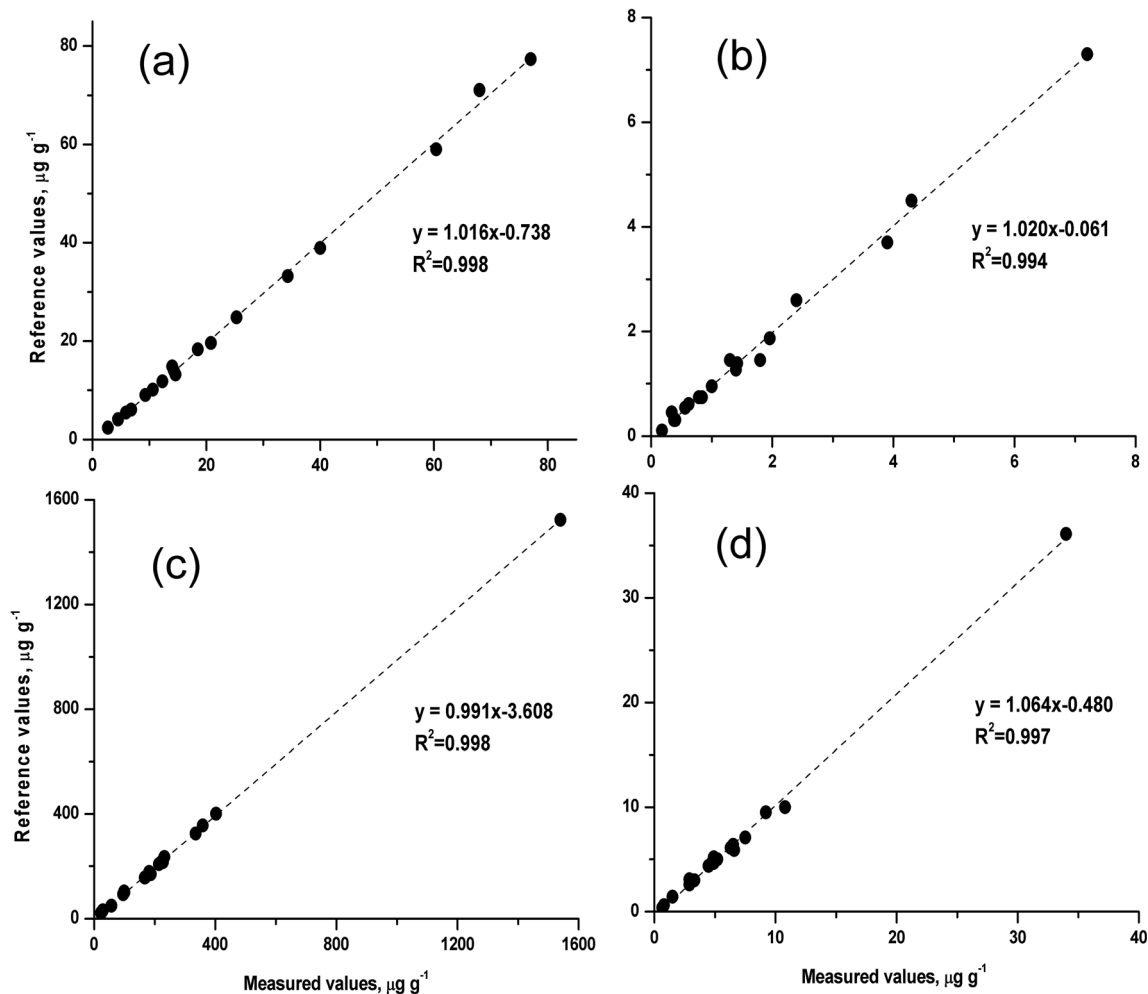 (a)
80
60
40
20
0
0 20 40 60 80
Reference values, μg g⁻¹
y = 1.016x-0.738
R²=0.998
(b)
8
6
4
2
0
0 2 4 6 8
y = 1.020x-0.061
R²=0.994
(c)
1600
1200
800
400
0
0 400 800 1200 1600
Reference values, μg g⁻¹
Measured values, μg g⁻¹
y = 0.991x-3.608
R²=0.998
(d)
40
30
20
10
0
0 10 20 30 40
Measured values, μg g⁻¹
y = 1.064x-0.480
R²=0.997